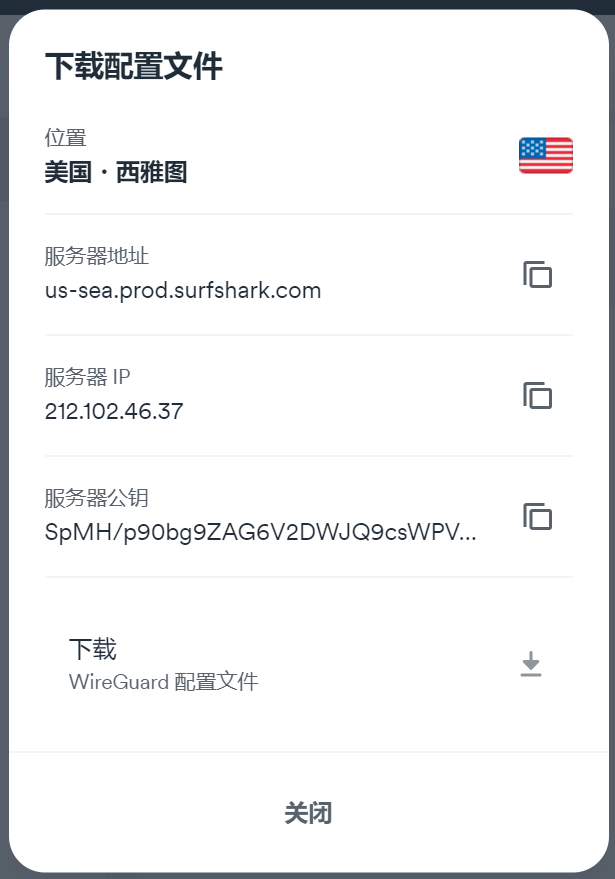 下载配置文件
位置
美国 · 西雅图
服务器地址
us-sea.prod.surfshark.com
服务器 IP
212.102.46.37
服务器公钥
SpMH/p90bg9ZAG6V2DWJQ9csWPV...
下载
WireGuard 配置文件
关闭